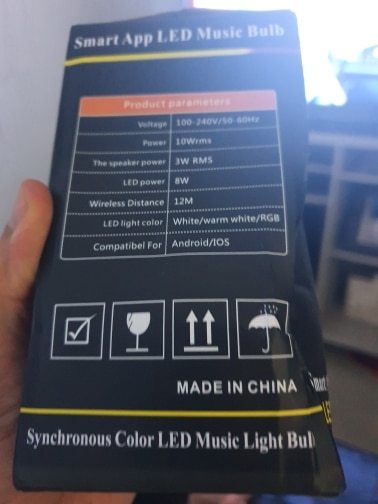 Smart App LED Music Bulb
Product parameters
Voltage 100-240V/50-60Hz
Power 10Wrms
The speaker power 3W RMS
LED power 8W
Wireless Distance 12M
LED light color White/warm white/RGB
Compatibel For Android/IOS
MADE IN CHINA
Synchronous Color LED Music Light Bul